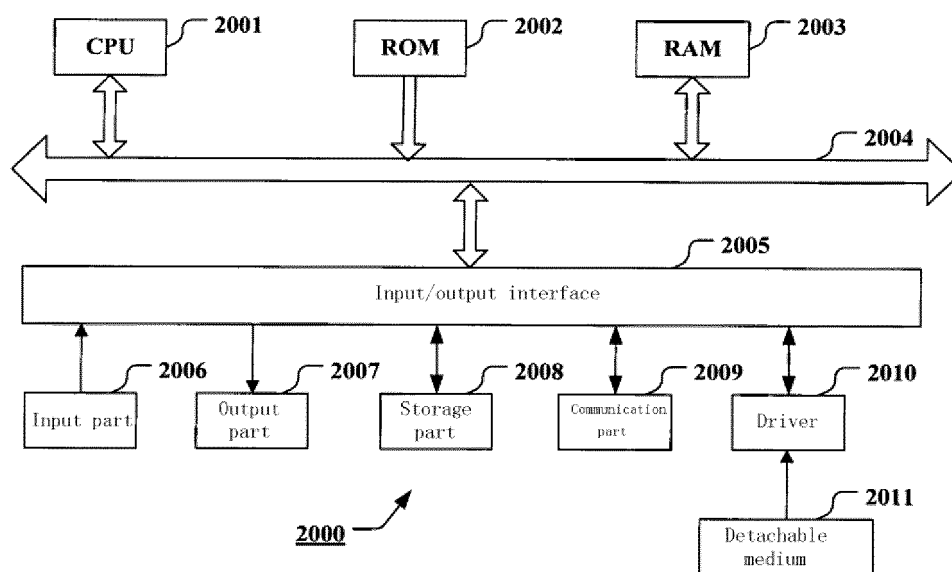 CPU
2001
ROM
2002
RAM
2003
2004
2005
Input/output interface
2006
2007
2008
2009
2010
Input part
Output
part
Storage
part
Communication
part
Driver
2000
2011
Detachable
medium